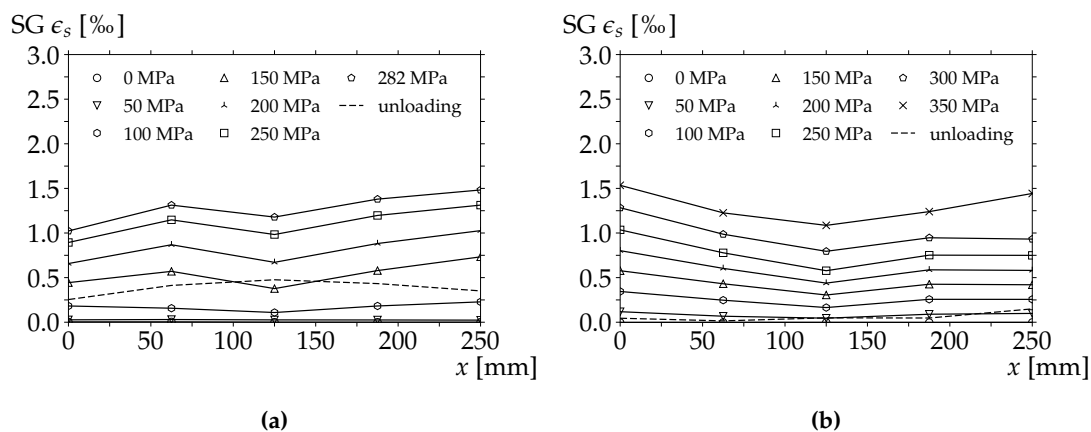 SG ϵs [‰]
3.0
2.5
2.0
1.5
1.0
0.5
0.0
0 50 100 150 200 250
x [mm]
0 MPa 150 MPa 282 MPa
50 MPa 200 MPa unloading
100 MPa 250 MPa
(a)
SG ϵs [‰]
3.0
2.5
2.0
1.5
1.0
0.5
0.0
0 50 100 150 200 250
x [mm]
0 MPa 150 MPa 300 MPa
50 MPa 200 MPa 350 MPa
100 MPa 250 MPa unloading
(b)